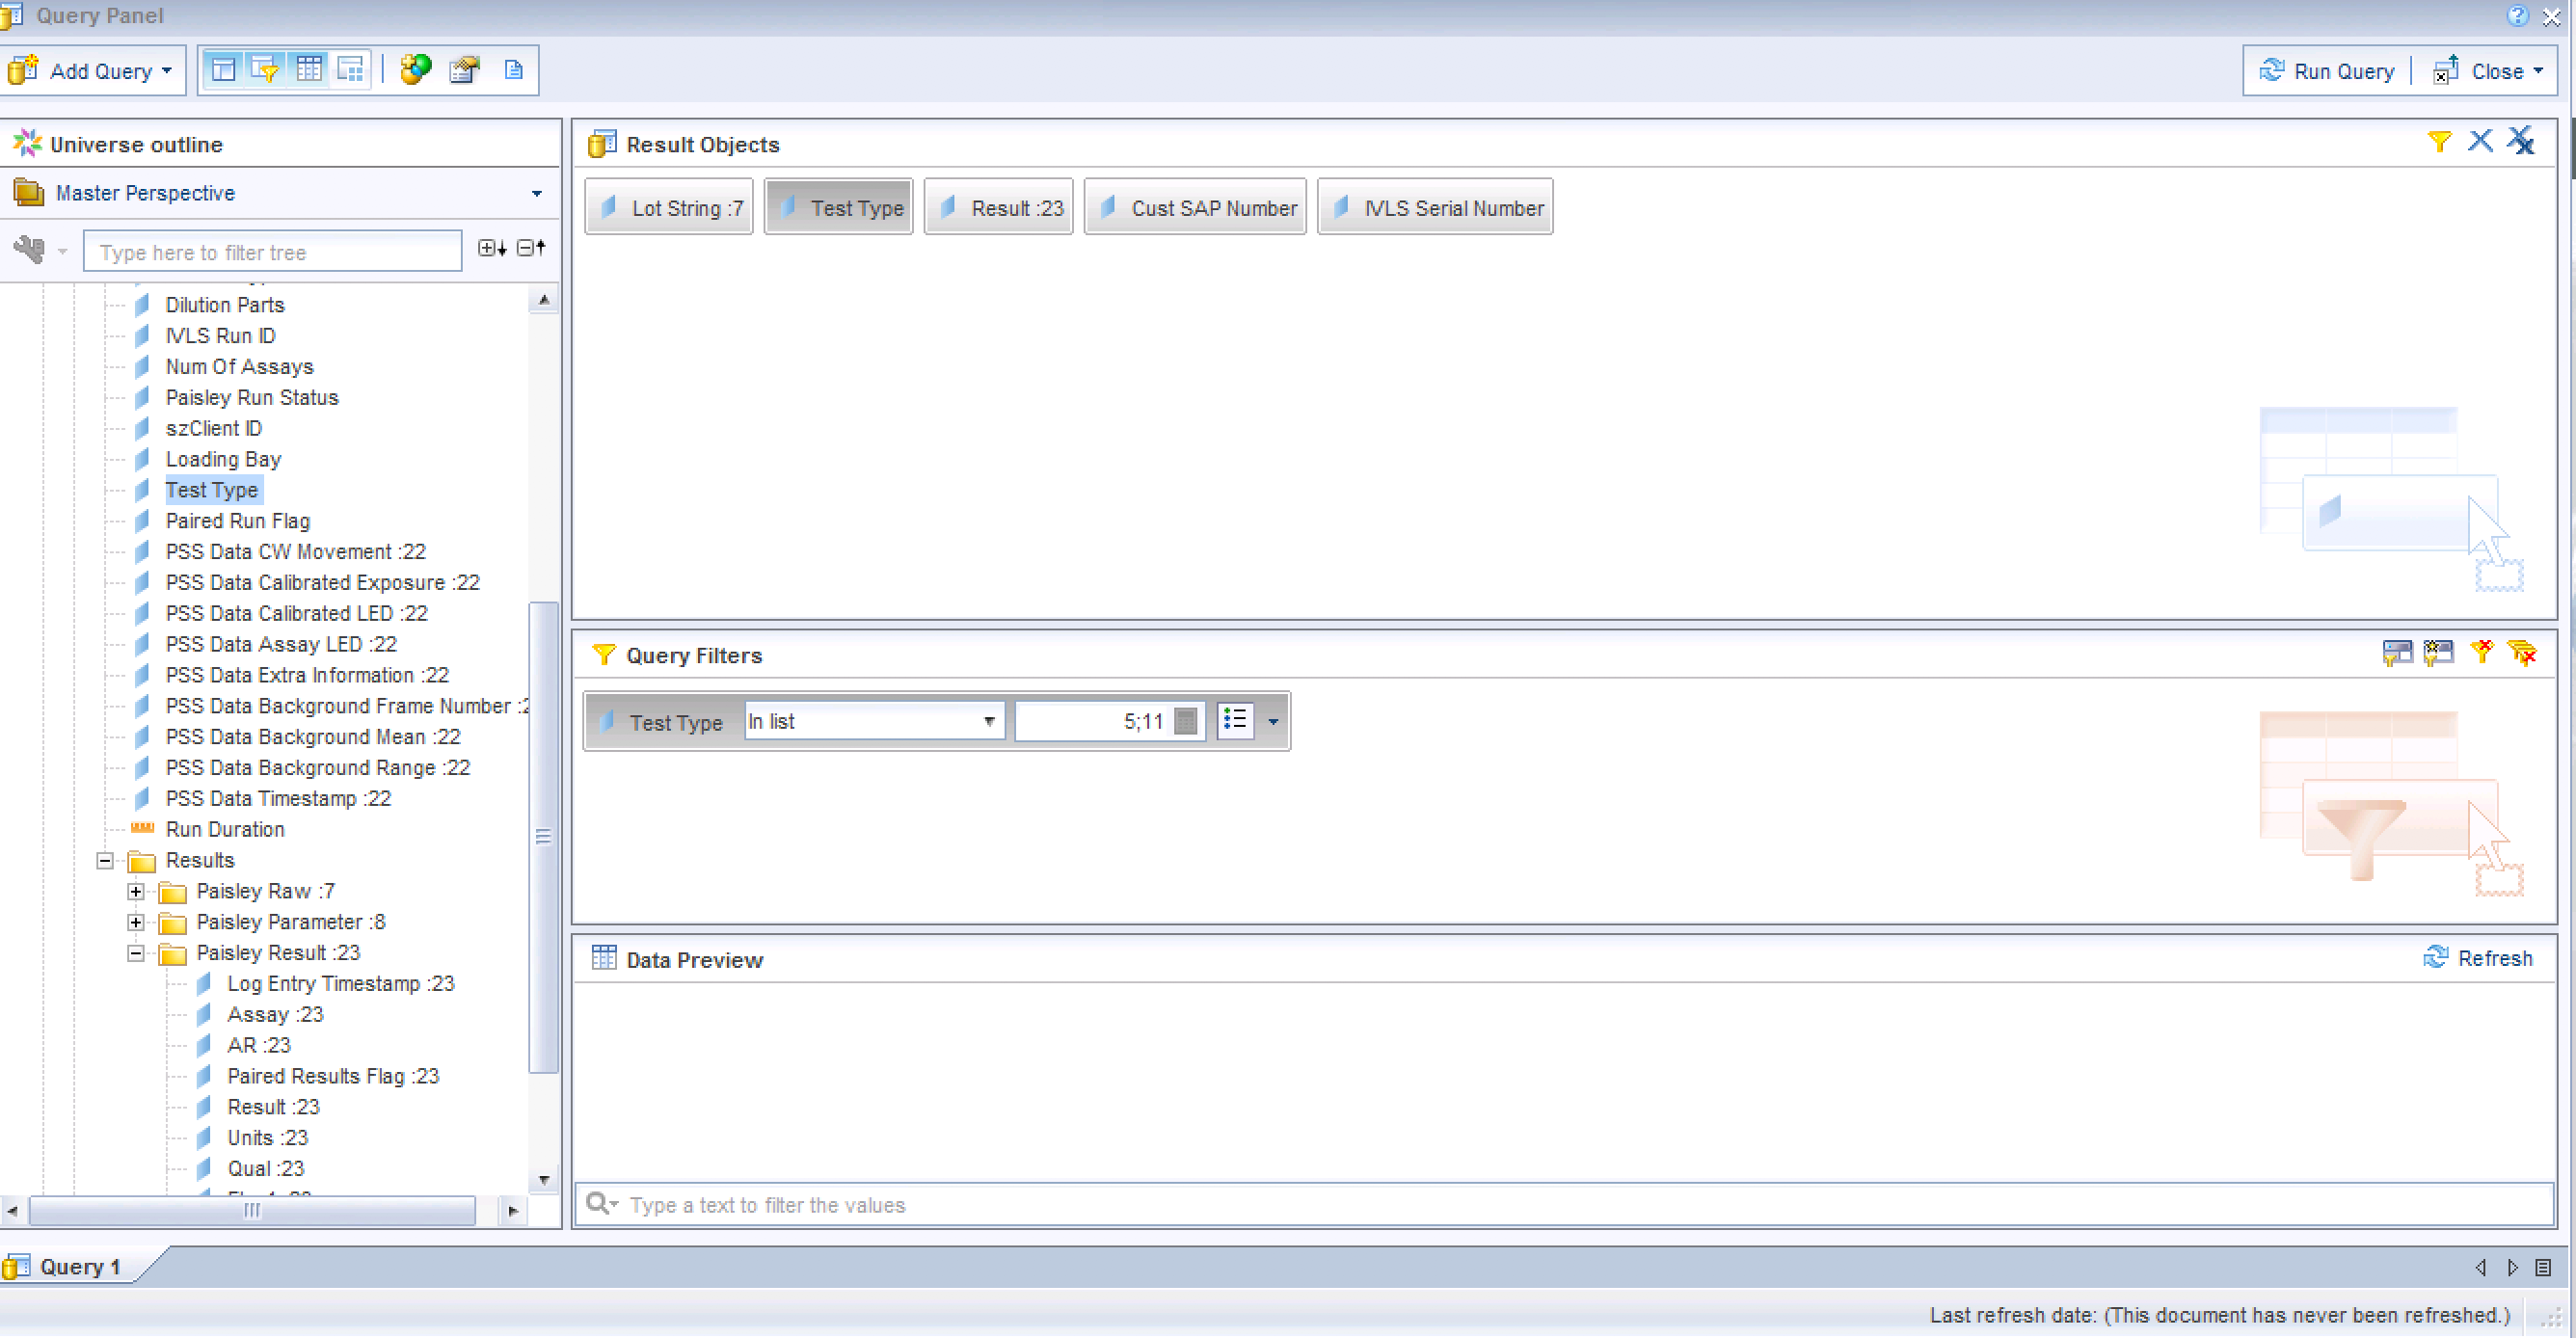 Query Panel
Add Query
Run Query
Close
Universe outline
Master Perspective
Type here to filter tree
Dilution Parts
IVLS Run ID
Num Of Assays
Paisley Run Status
szClient ID
Loading Bay
Test Type
Paired Run Flag
PSS Data CW Movement :22
PSS Data Calibrated Exposure :22
PSS Data Calibrated LED :22
PSS Data Assay LED :22
PSS Data Extra Information :22
PSS Data Background Frame Number :2
PSS Data Background Mean :22
PSS Data Background Range :22
PSS Data Timestamp :22
Run Duration
Results
Paisley Raw :7
Paisley Parameter :8
Paisley Result :23
Log Entry Timestamp :23
Assay :23
AR :23
Paired Results Flag :23
Result :23
Units :23
Qual :23
Result Objects
Lot String :7
Test Type
Result :23
Cust SAP Number
IVLS Serial Number
Query Filters
Test Type
In list
5;11
Data Preview
Refresh
Type a text to filter the values
Query 1
Last refresh date: (This document has never been refreshed.)